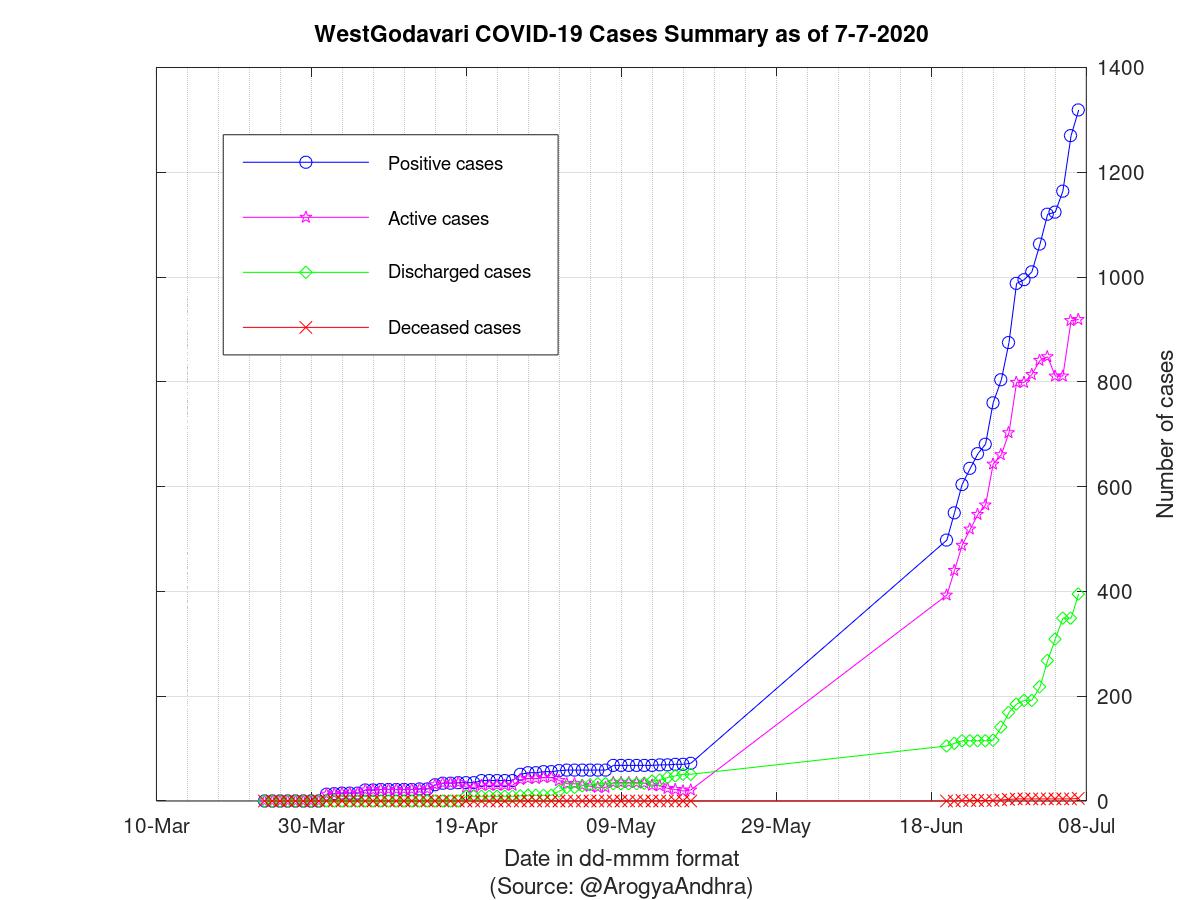 WestGodavari COVID-19 Cases Summary as of 7-7-2020
1400
Positive cases
1200
Active cases
Discharged cases
1000
Deceased cases
800
Number of cases
600
400
200
0
10-Mar 30-Mar 19-Apr 09-May 29-May 18-Jun 08-Jul
Date in dd-mmm format
(Source: @ArogyaAndhra)